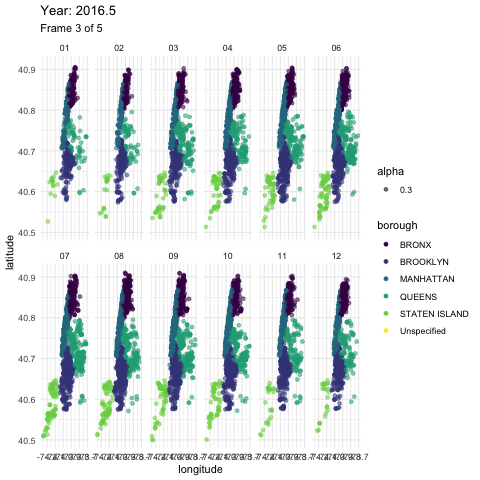 Year: 2016.5
Frame 3 of 5
01 02 03 04 05 06
40.9
40.8
40.7
40.6
40.5
07 08 09 10 11 12
40.9
40.8
40.7
40.6
40.5
latitude
longitude
alpha
0.3
borough
BRONX
BROOKLYN
MANHATTAN
QUEENS
STATEN ISLAND
Unspecified